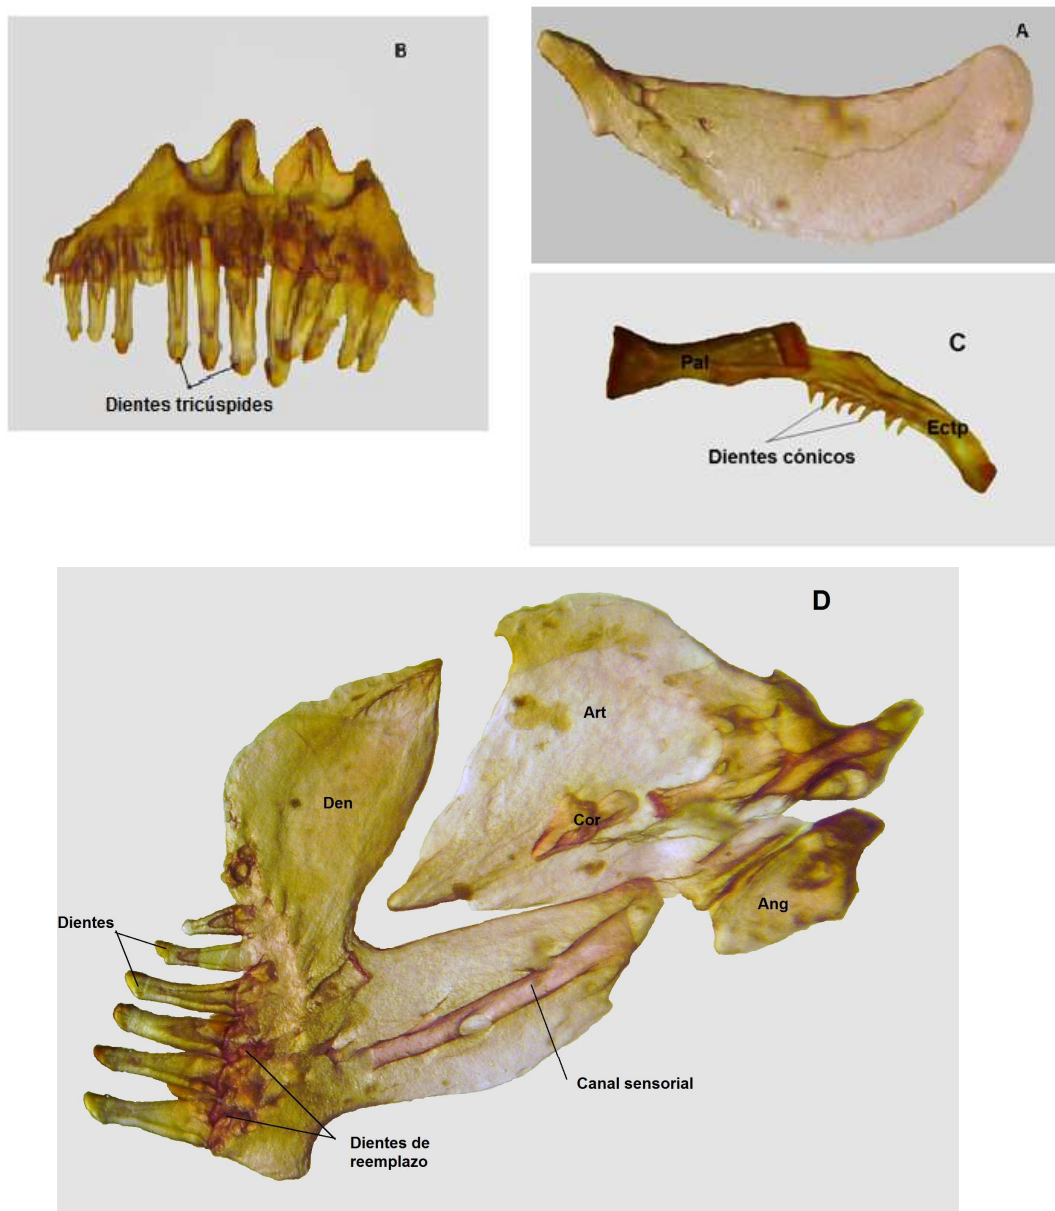 B
Dientes tricúspides
A
C
Pal
Ectp
Dientes cónicos
D
Art
Den
Cor
Ang
Dientes
Canal sensorial
Dientes de
reemplazo